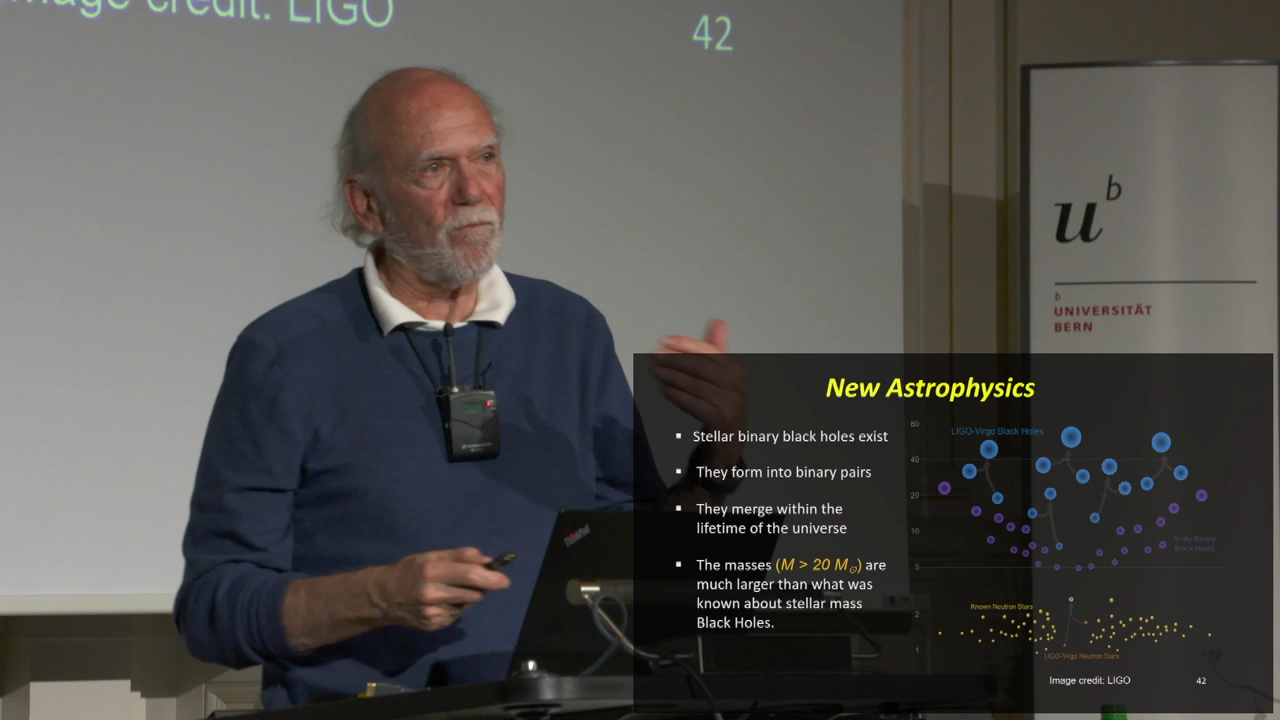 image credit: LIGO
42
u
b
b
UNIVERSITÄT
BERN
ThinkPad
New Astrophysics
▪ Stellar binary black holes exist
▪ They form into binary pairs
▪ They merge within the
lifetime of the universe
▪ The masses (M > 20 M☉) are
much larger than what was
known about stellar mass
Black Holes.
LIGO-Virgo Black Holes
80
40
20
10
X-ray Binary
Black Holes
5
Known Neutron Stars
2
1
LIGO-Virgo Neutron Stars
Image credit: LIGO
42